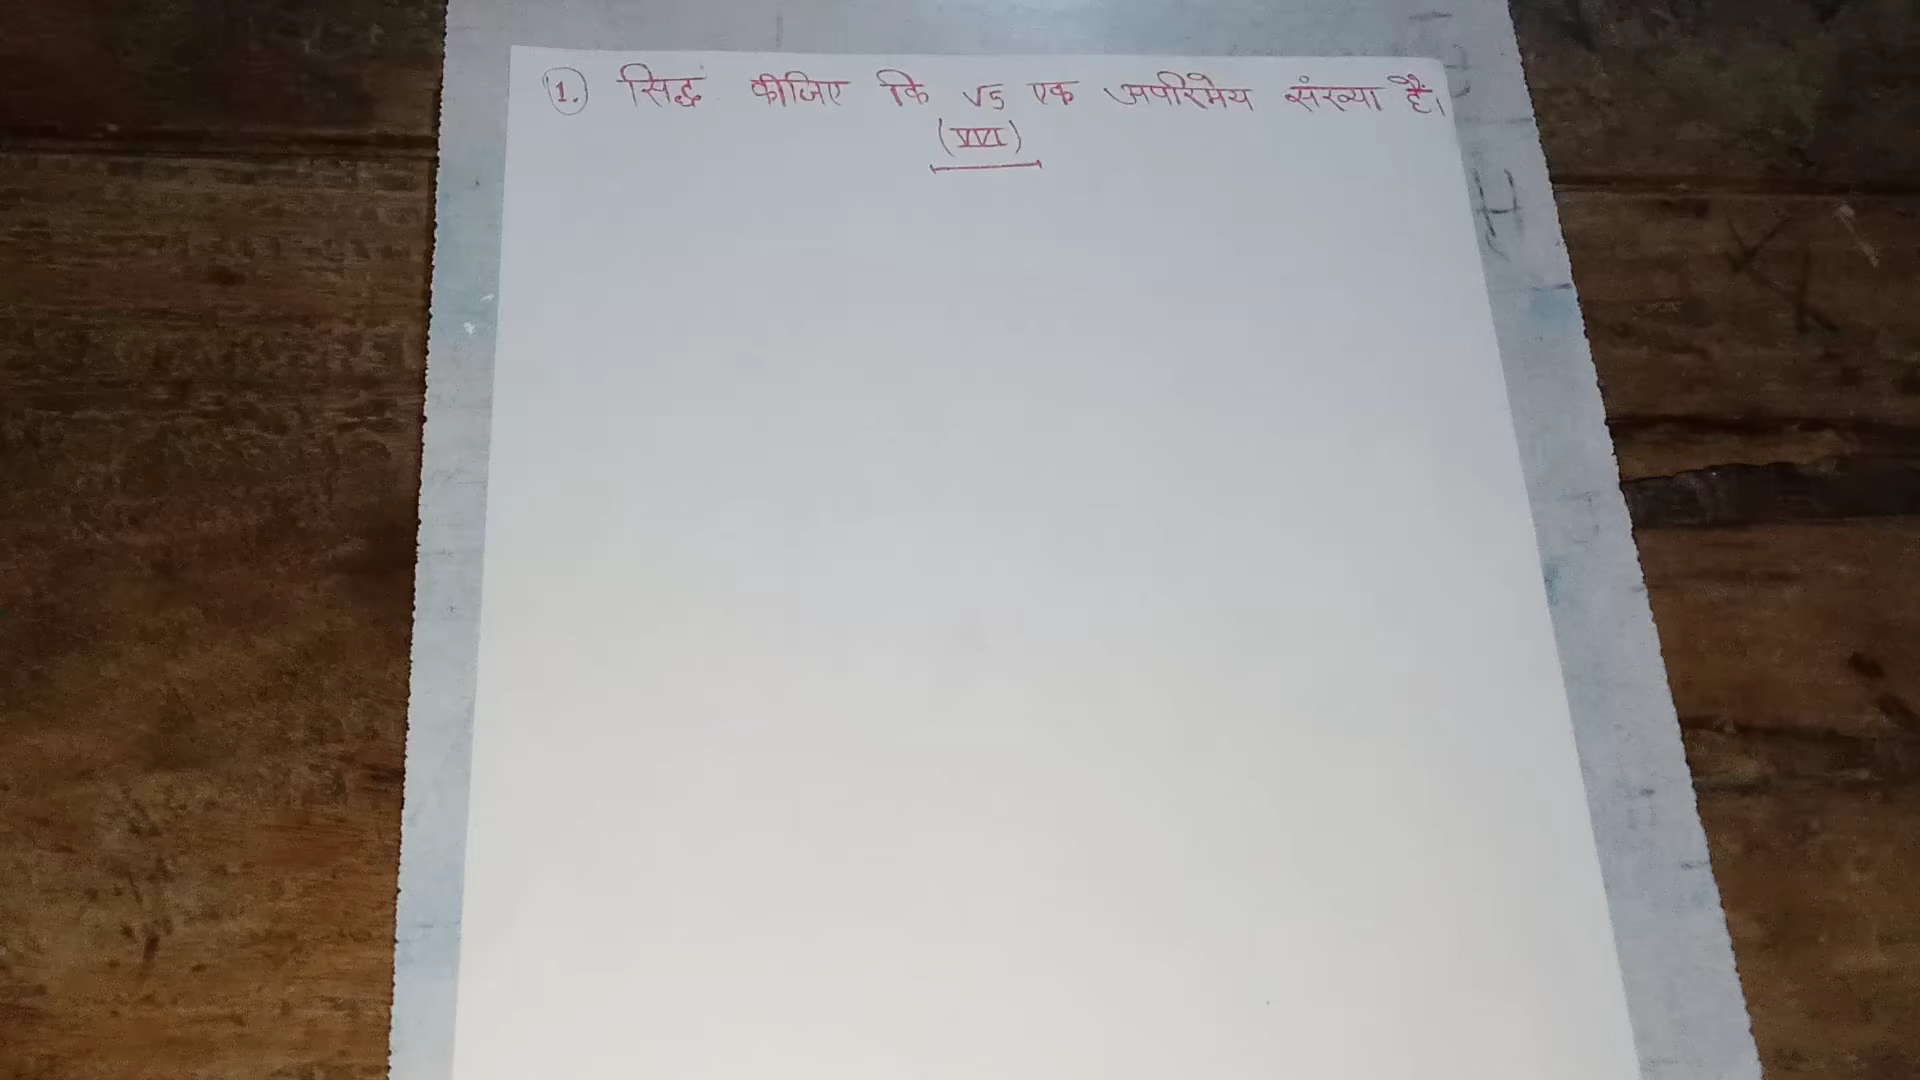 1. सिद्ध कीजिए कि √5 एक अपरिमेय संख्या हैं।
(VVI)